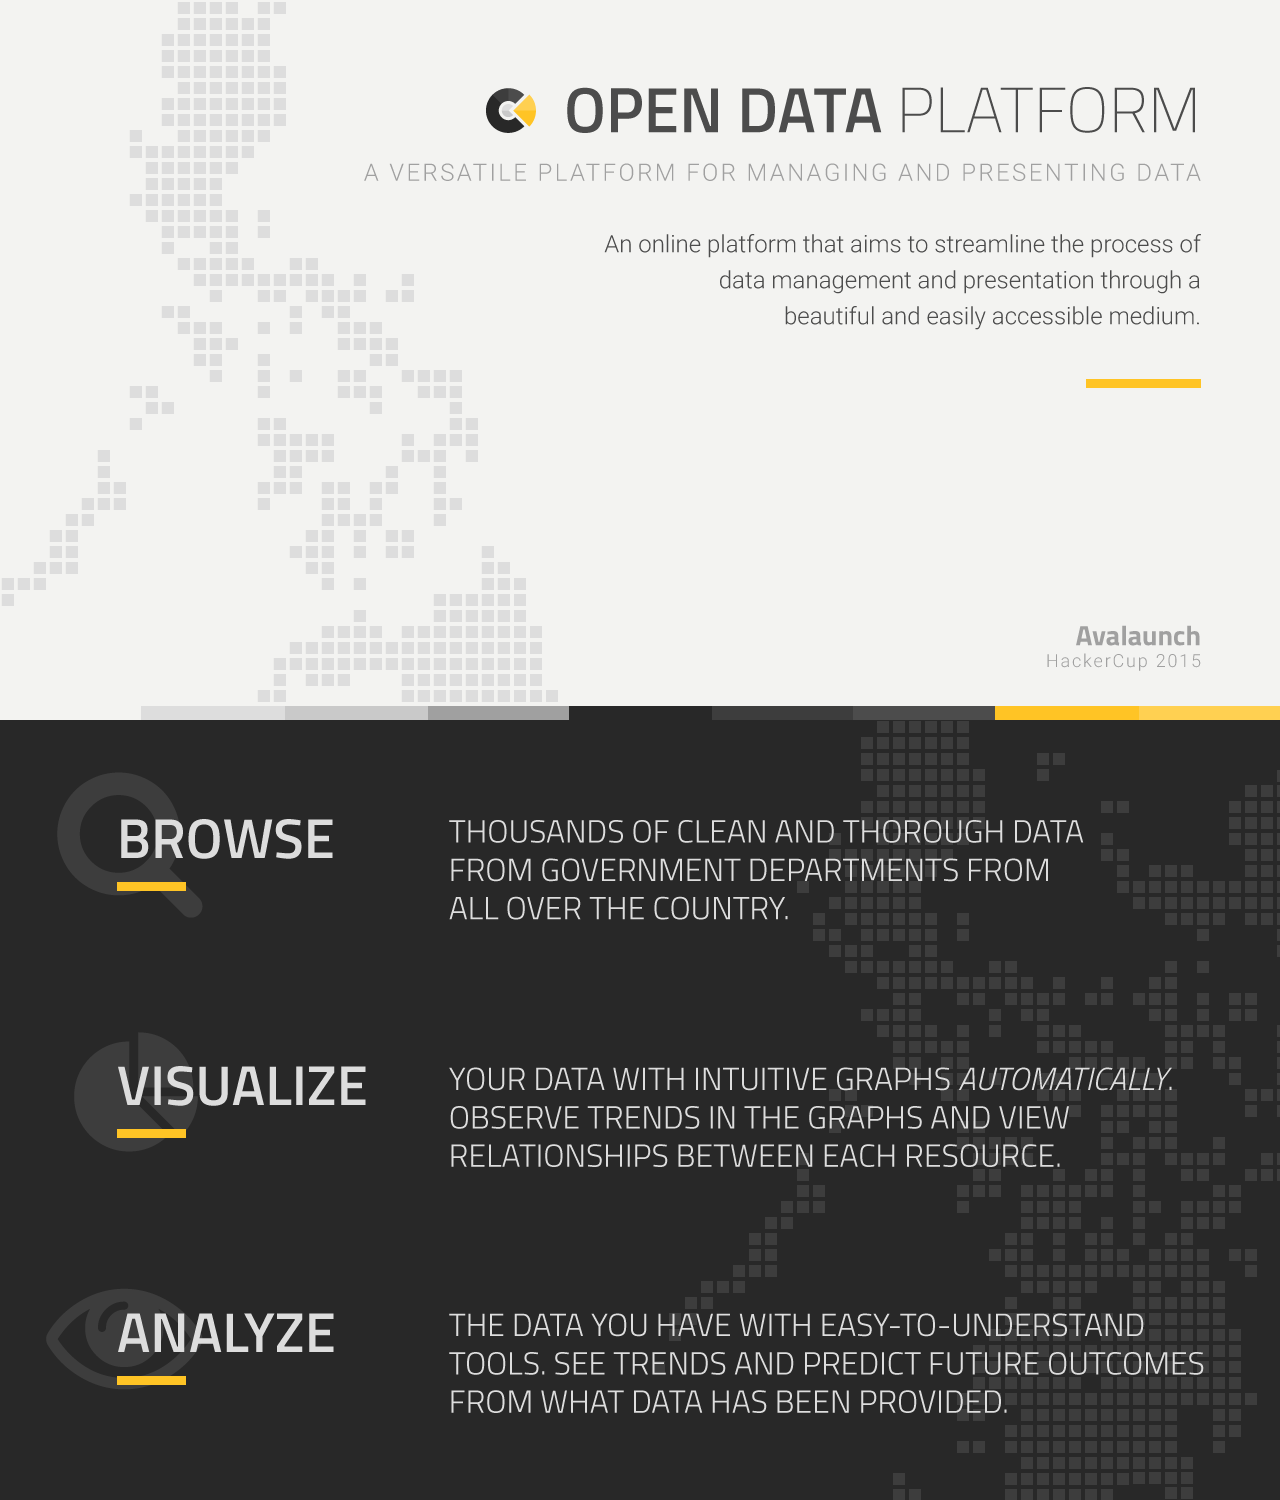 OPEN DATA PLATFORM
A VERSATILE PLATFORM FOR MANAGING AND PRESENTING DATA
An online platform that aims to streamline the process of
data management and presentation through a
beautiful and easily accessible medium.
Avalaunch
HackerCup 2015
BROWSE
THOUSANDS OF CLEAN AND THOROUGH DATA
FROM GOVERNMENT DEPARTMENTS FROM
ALL OVER THE COUNTRY.
VISUALIZE
YOUR DATA WITH INTUITIVE GRAPHS AUTOMATICALLY.
OBSERVE TRENDS IN THE GRAPHS AND VIEW
RELATIONSHIPS BETWEEN EACH RESOURCE.
ANALYZE
THE DATA YOU HAVE WITH EASY-TO-UNDERSTAND
TOOLS. SEE TRENDS AND PREDICT FUTURE OUTCOMES
FROM WHAT DATA HAS BEEN PROVIDED.